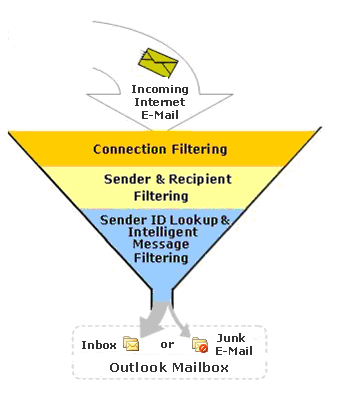 Incoming
Internet
E-Mail
Connection Filtering
Sender & Recipient
Filtering
Sender ID Lookup &
Intelligent
Message
Filtering
Inbox or Junk
E-Mail
Outlook Mailbox